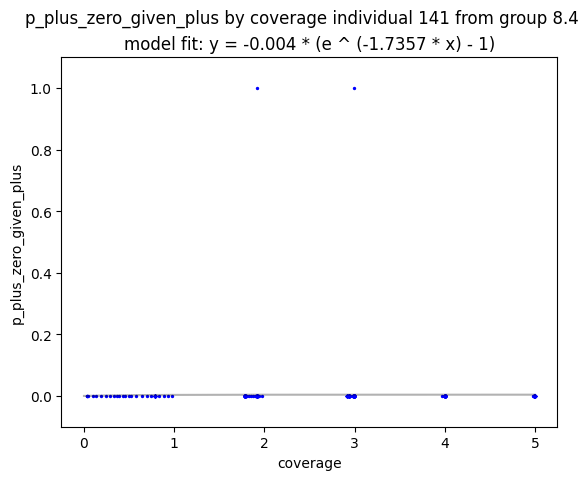 p_plus_zero_given_plus by coverage individual 141 from group 8.4
model fit: y = -0.004 * (e ^ (-1.7357 * x) - 1)
1.0
0.8
0.6
0.4
0.2
0.0
p_plus_zero_given_plus
0 1 2 3 4 5
coverage